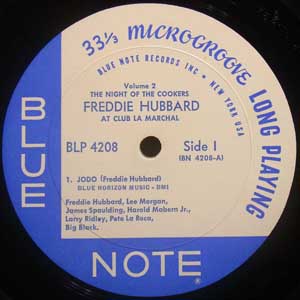 33 1/3 MICROGROOVE LONG PLAYING
BLUE NOTE RECORDS INC • NEW YORK USA
Volume 2
THE NIGHT OF THE COOKERS
FREDDIE HUBBARD
AT CLUB LA MARCHAL
BLP 4208 Side 1
(BN 4208-A)
1. JODO (Freddie Hubbard)
BLUE HORIZON MUSIC - BMI
Freddie Hubbard, Lee Morgan,
James Spaulding, Harold Mabern Jr.,
Larry Ridley, Pete La Roca,
Big Black.
BLUE
NOTE
®